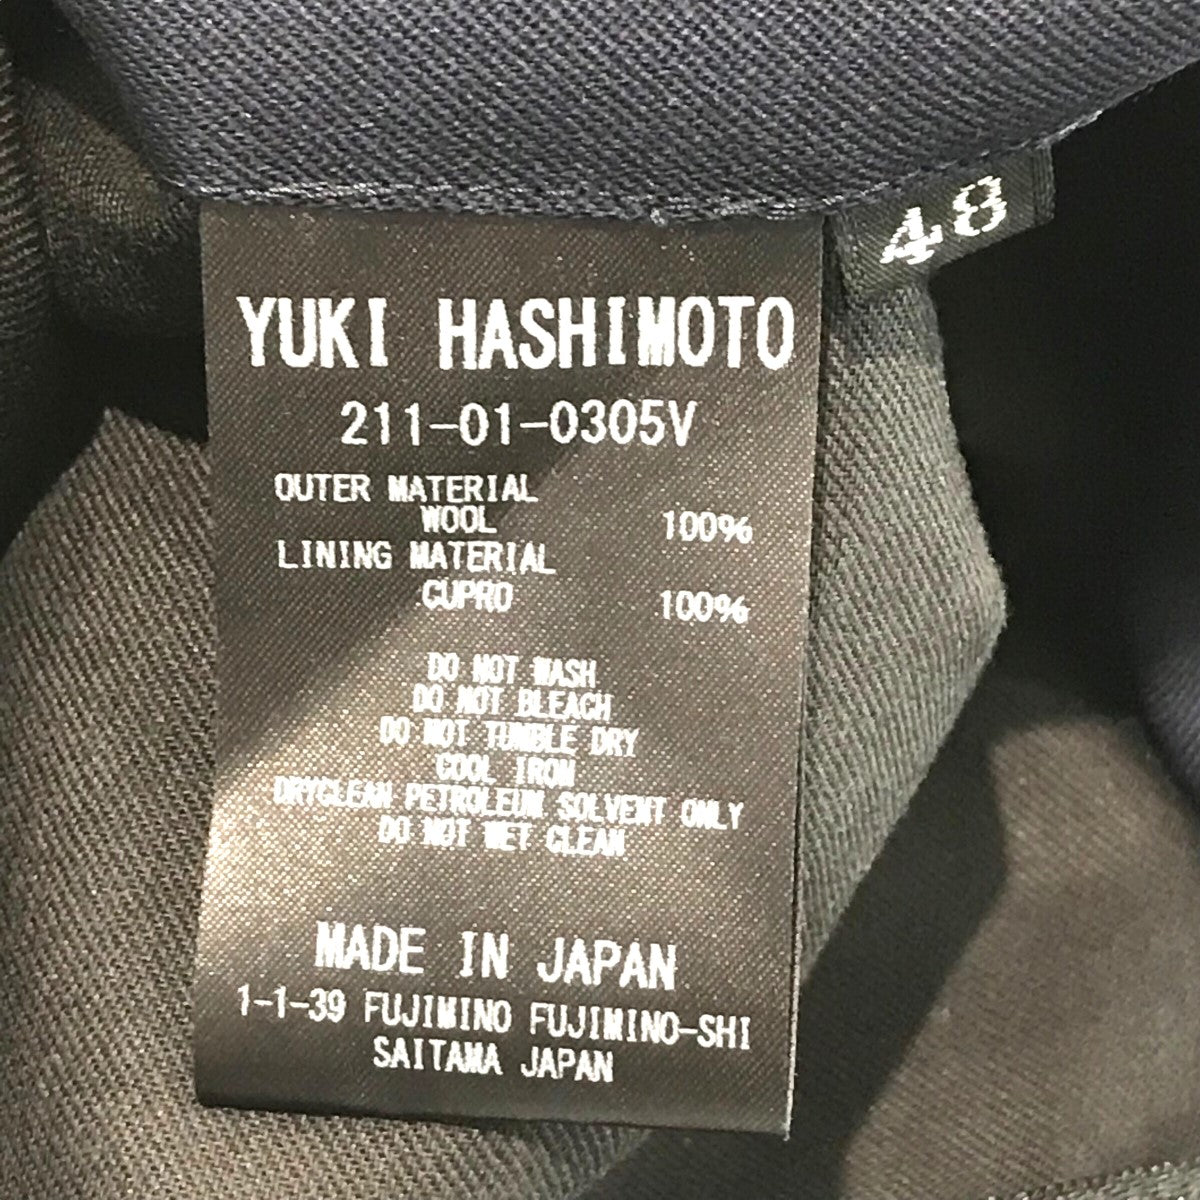 48
YUKI HASHIMOTO
211-01-0305V
OUTER MATERIAL
WOOL 100%
LINING MATERIAL
CUPRO 100%
DO NOT WASH
DO NOT BLEACH
DO NOT TUMBLE DRY
COOL IRON
DRYCLEAN PETROLEUM SOLVENT ONLY
DO NOT WET CLEAN
MADE IN JAPAN
1-1-39 FUJIMINO FUJIMINO-SHI
SAITAMA JAPAN